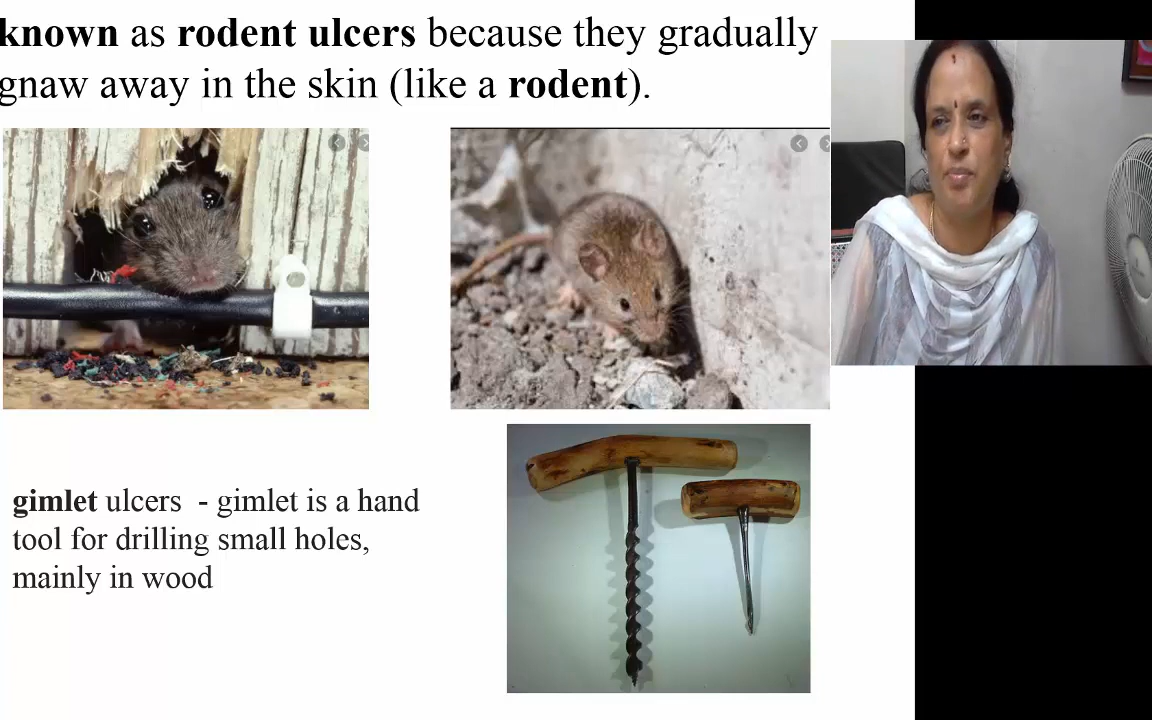 known as rodent ulcers because they gradually
gnaw away in the skin (like a rodent).
gimlet ulcers - gimlet is a hand
tool for drilling small holes,
mainly in wood